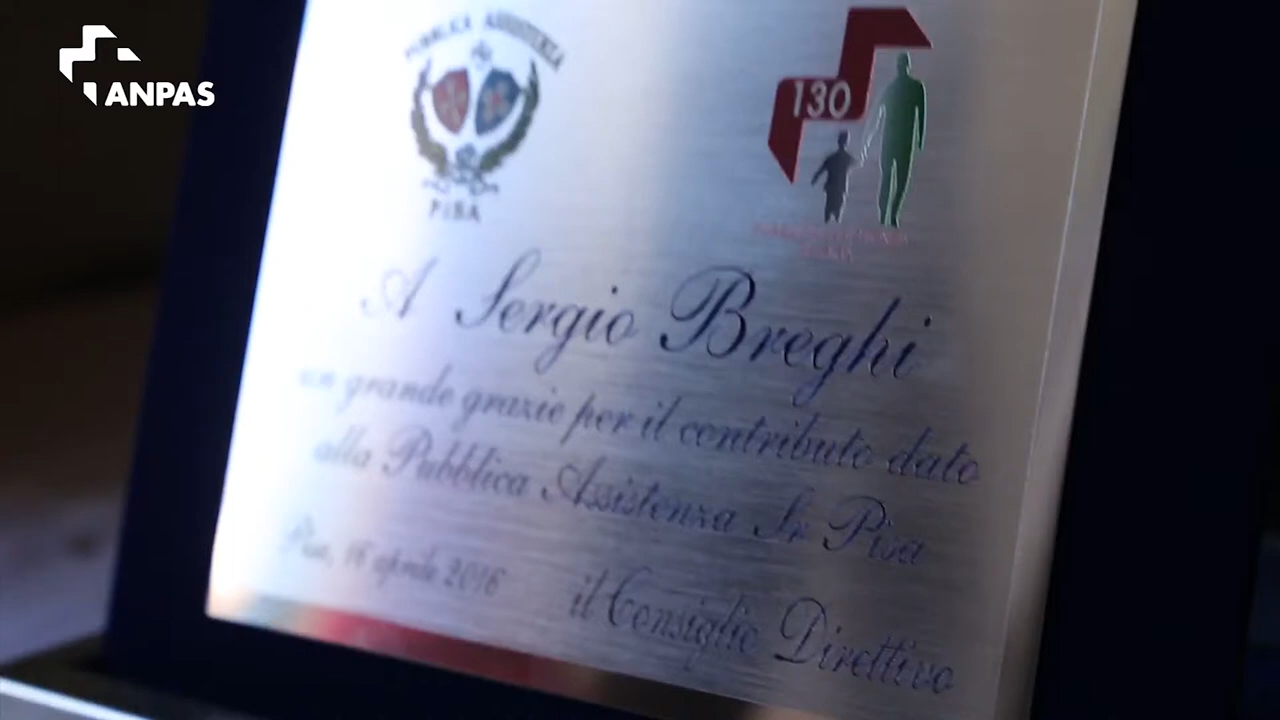 ANPAS
PUBBLICA ASSISTENZA
PISA
130
A Sergio Breghi
un grande grazie per il contributo dato
alla Pubblica Assistenza Sr Pisa
Pisa, 16 aprile 2016
il Consiglio Direttivo